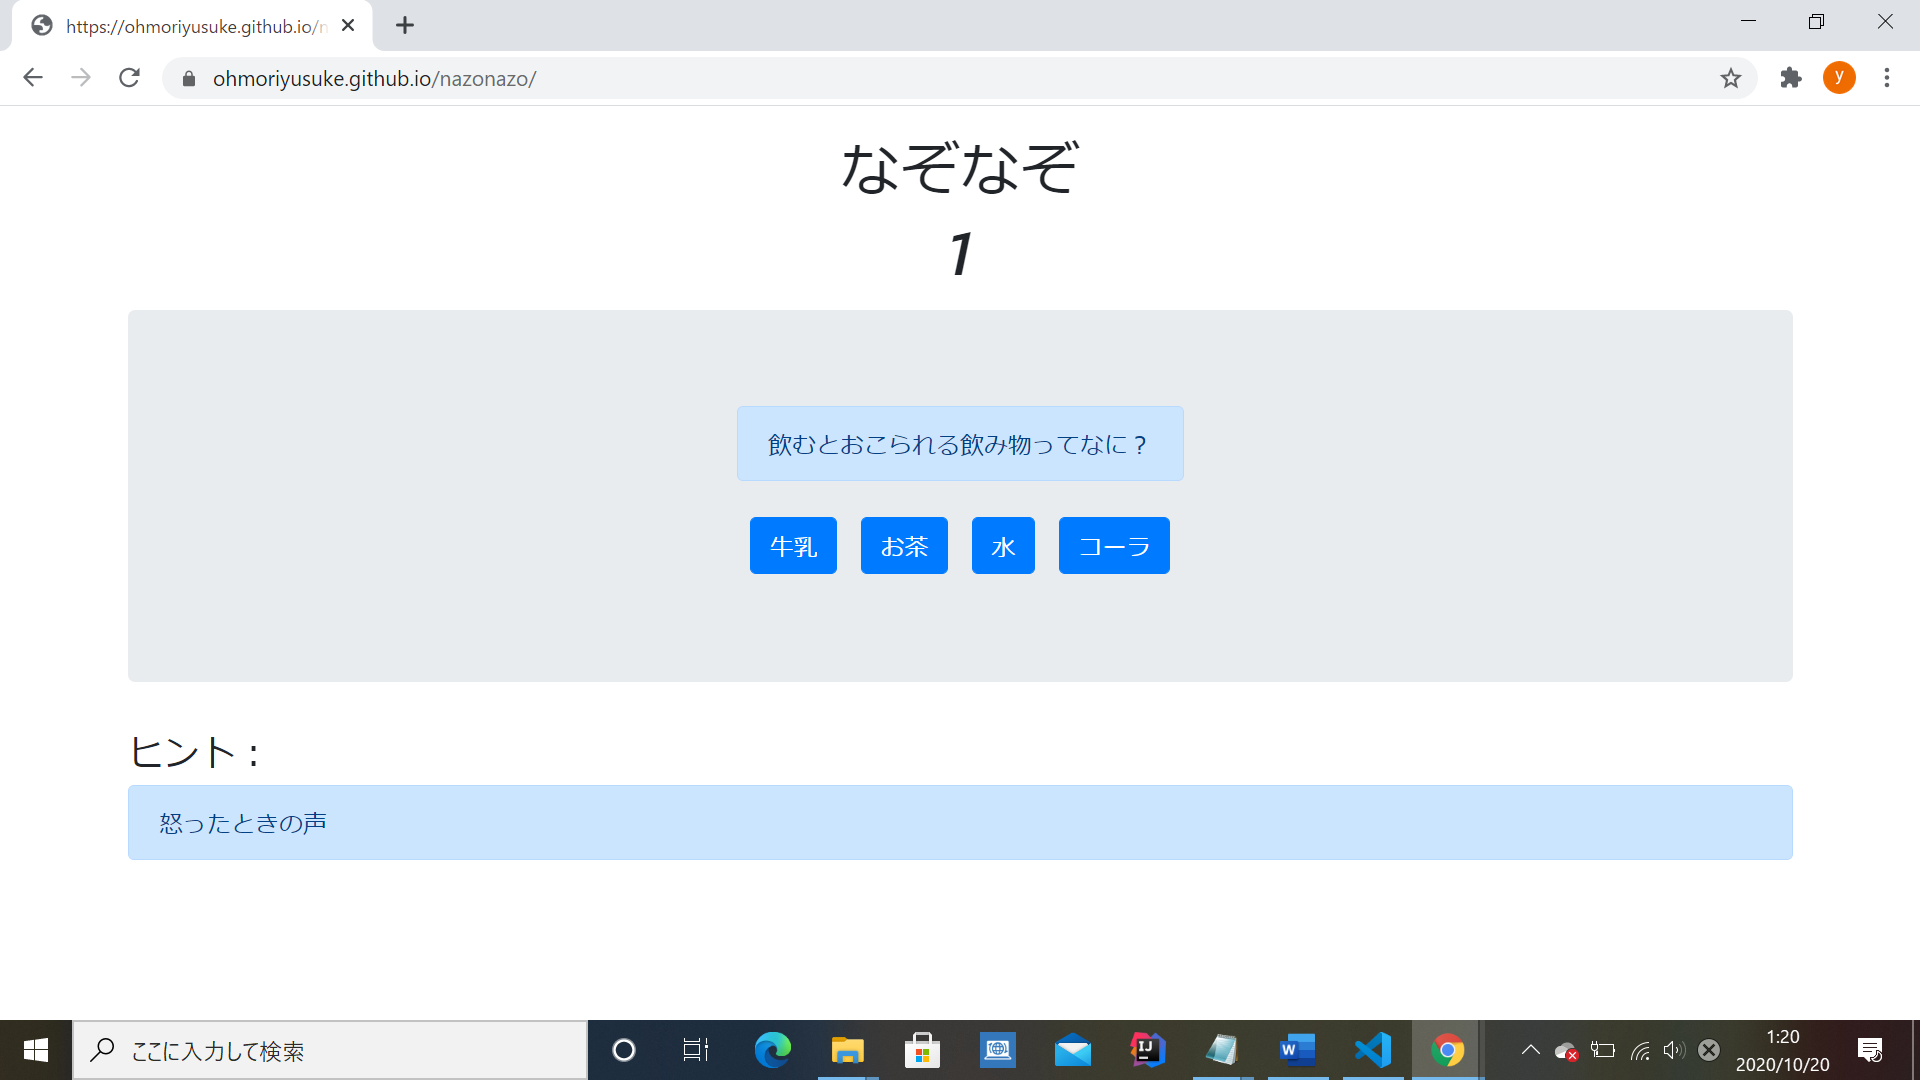 https://ohmoriyusuke.github.io/n
ohmoriyusuke.github.io/nazonazo/
y
なぞなぞ
1
飲むとおこられる飲み物ってなに？
牛乳 お茶 水 コーラ
ヒント：
怒ったときの声
ここに入力して検索
1:20
2020/10/20